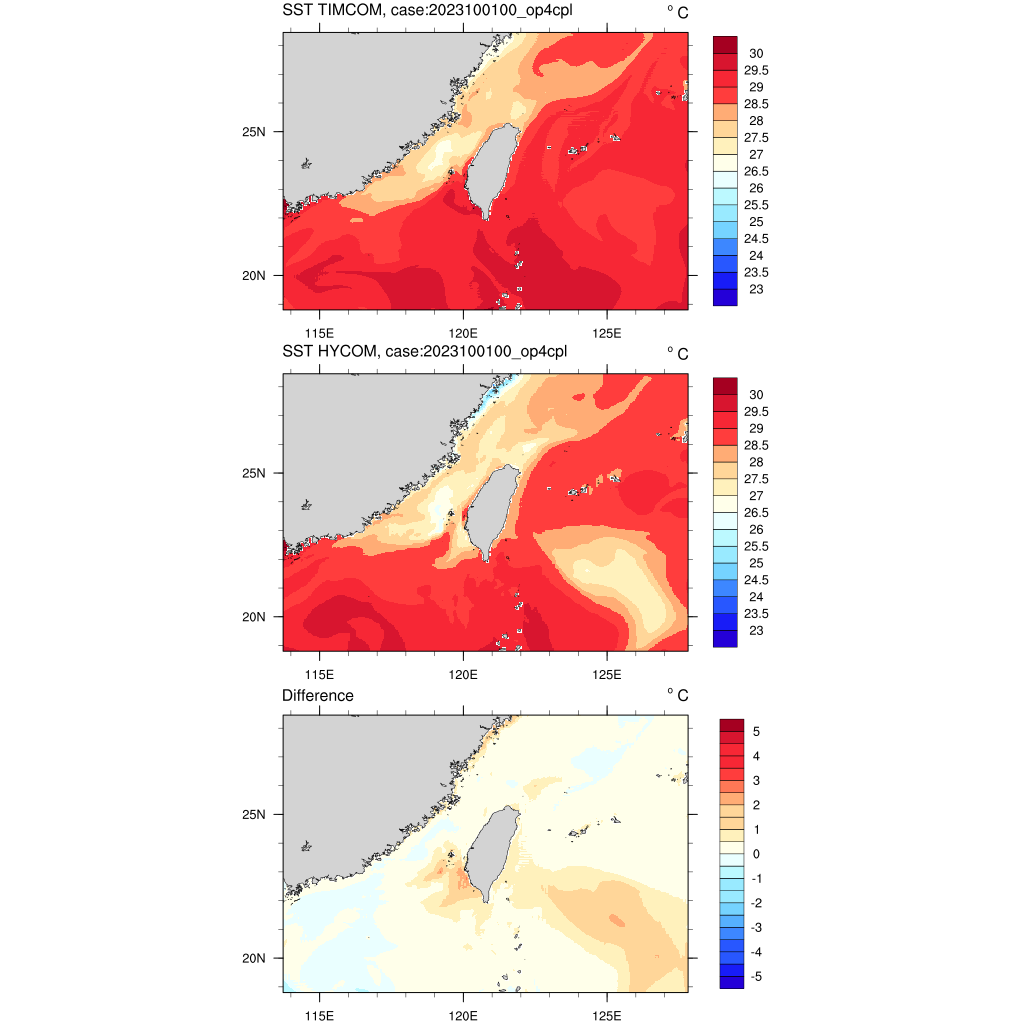 SST TIMCOM, case:2023100100_op4cpl
° C
30
29.5
29
28.5
28
27.5
27
26.5
26
25.5
25
24.5
24
23.5
23
25N
20N
115E
120E
125E
SST HYCOM, case:2023100100_op4cpl
° C
30
29.5
29
28.5
28
27.5
27
26.5
26
25.5
25
24.5
24
23.5
23
25N
20N
115E
120E
125E
Difference
° C
5
4
3
2
1
0
-1
-2
-3
-4
-5
25N
20N
115E
120E
125E